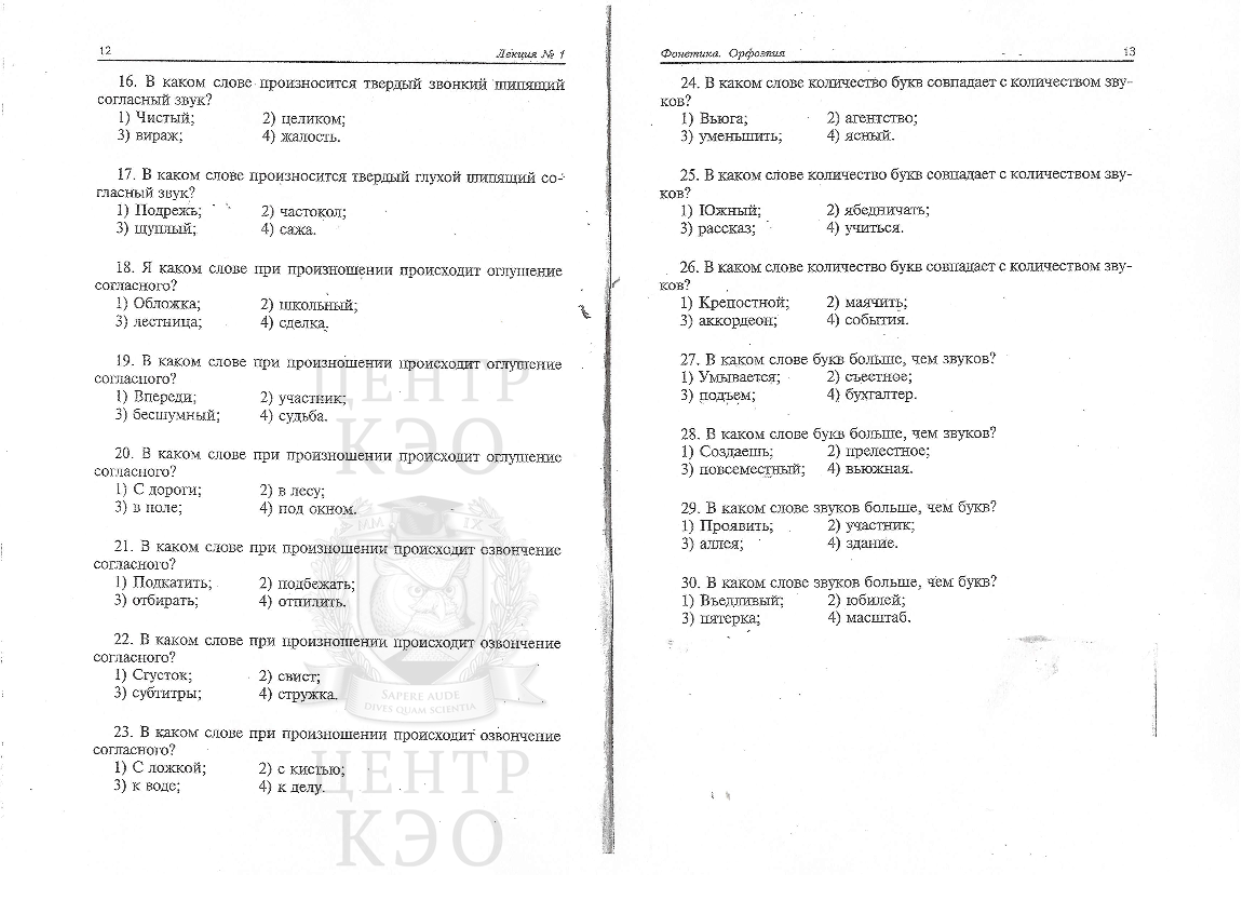 12
Лекция № 1
16. В каком слове произносится твердый звонкий шипящий
согласный звук?
1) Чистый; 2) целиком;
3) вираж; 4) жалость.
17. В каком слове произносится твердый глухой шипящий со-
гласный звук?
1) Подрежь; 2) частокол;
3) щуплый; 4) сажа.
18. Я каком слове при произношении происходит оглушение
согласного?
1) Обложка; 2) школьный;
3) лестница; 4) сделка.
19. В каком слове при произношении происходит оглушение
согласного?
1) Впереди; 2) участник;
3) бесшумный; 4) судьба.
20. В каком слове при произношении происходит оглушение
согласного?
1) С дороги; 2) в лесу;
3) в поле; 4) под окном.
21. В каком слове при произношении происходит озвончение
согласного?
1) Подкатить; 2) подбежать;
3) отбирать; 4) отпилить.
22. В каком слове при произношении происходит озвончение
согласного?
1) Сгусток; 2) свист;
3) субтитры; 4) стружка.
23. В каком слове при произношении происходит озвончение
согласного?
1) С ложкой; 2) с кистью;
3) к воде; 4) к делу.
ЦЕНТР
КЭО
MM IX
SAPERE AUDE
DIVES QUAM SCIENTIA
ЦЕНТР
КЭО
Фонетика. Орфоэпия
13
24. В каком слове количество букв совпадает с количеством зву-
ков?
1) Вьюга; 2) агентство;
3) уменьшить; 4) ясный.
25. В каком слове количество букв совпадает с количеством зву-
ков?
1) Южный; 2) ябедничать;
3) рассказ; 4) учиться.
26. В каком слове количество букв совпадает с количеством зву-
ков?
1) Крепостной; 2) маячить;
3) аккордеон; 4) события.
27. В каком слове букв больше, чем звуков?
1) Умывается; 2) съестное;
3) подъем; 4) бухгалтер.
28. В каком слове букв больше, чем звуков?
1) Создаешь; 2) прелестное;
3) повсеместный; 4) вьюжная.
29. В каком слове звуков больше, чем букв?
1) Проявить; 2) участник;
3) аллея; 4) здание.
30. В каком слове звуков больше, чем букв?
1) Въедливый; 2) юбилей;
3) пятерка; 4) масштаб.